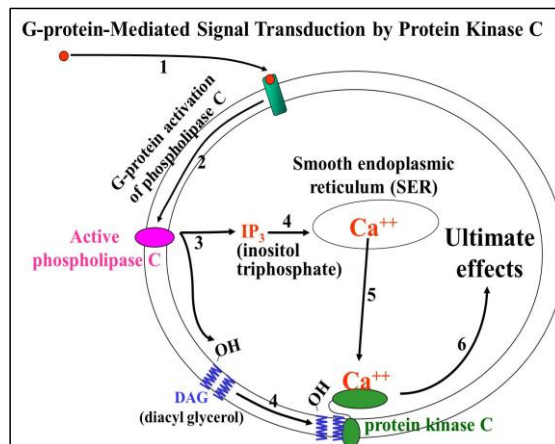 G-protein-Mediated Signal Transduction by Protein Kinase C
1
G-protein activation
of phospholipase C
2
Smooth endoplasmic
reticulum (SER)
Active
phospholipase C
3
IP3
4
(inositol
triphosphate)
Ca++
Ultimate
effects
5
6
OH
DAG
(diacyl glycerol)
4
OH
Ca++
protein kinase C